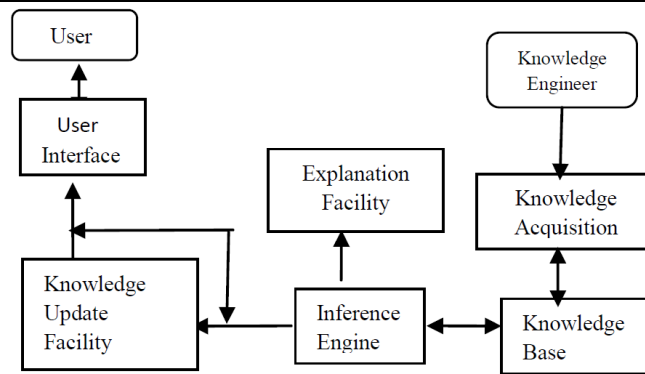 User
Knowledge
Engineer
User
Interface
Explanation
Facility
Knowledge
Acquisition
Knowledge
Update
Facility
Inference
Engine
Knowledge
Base